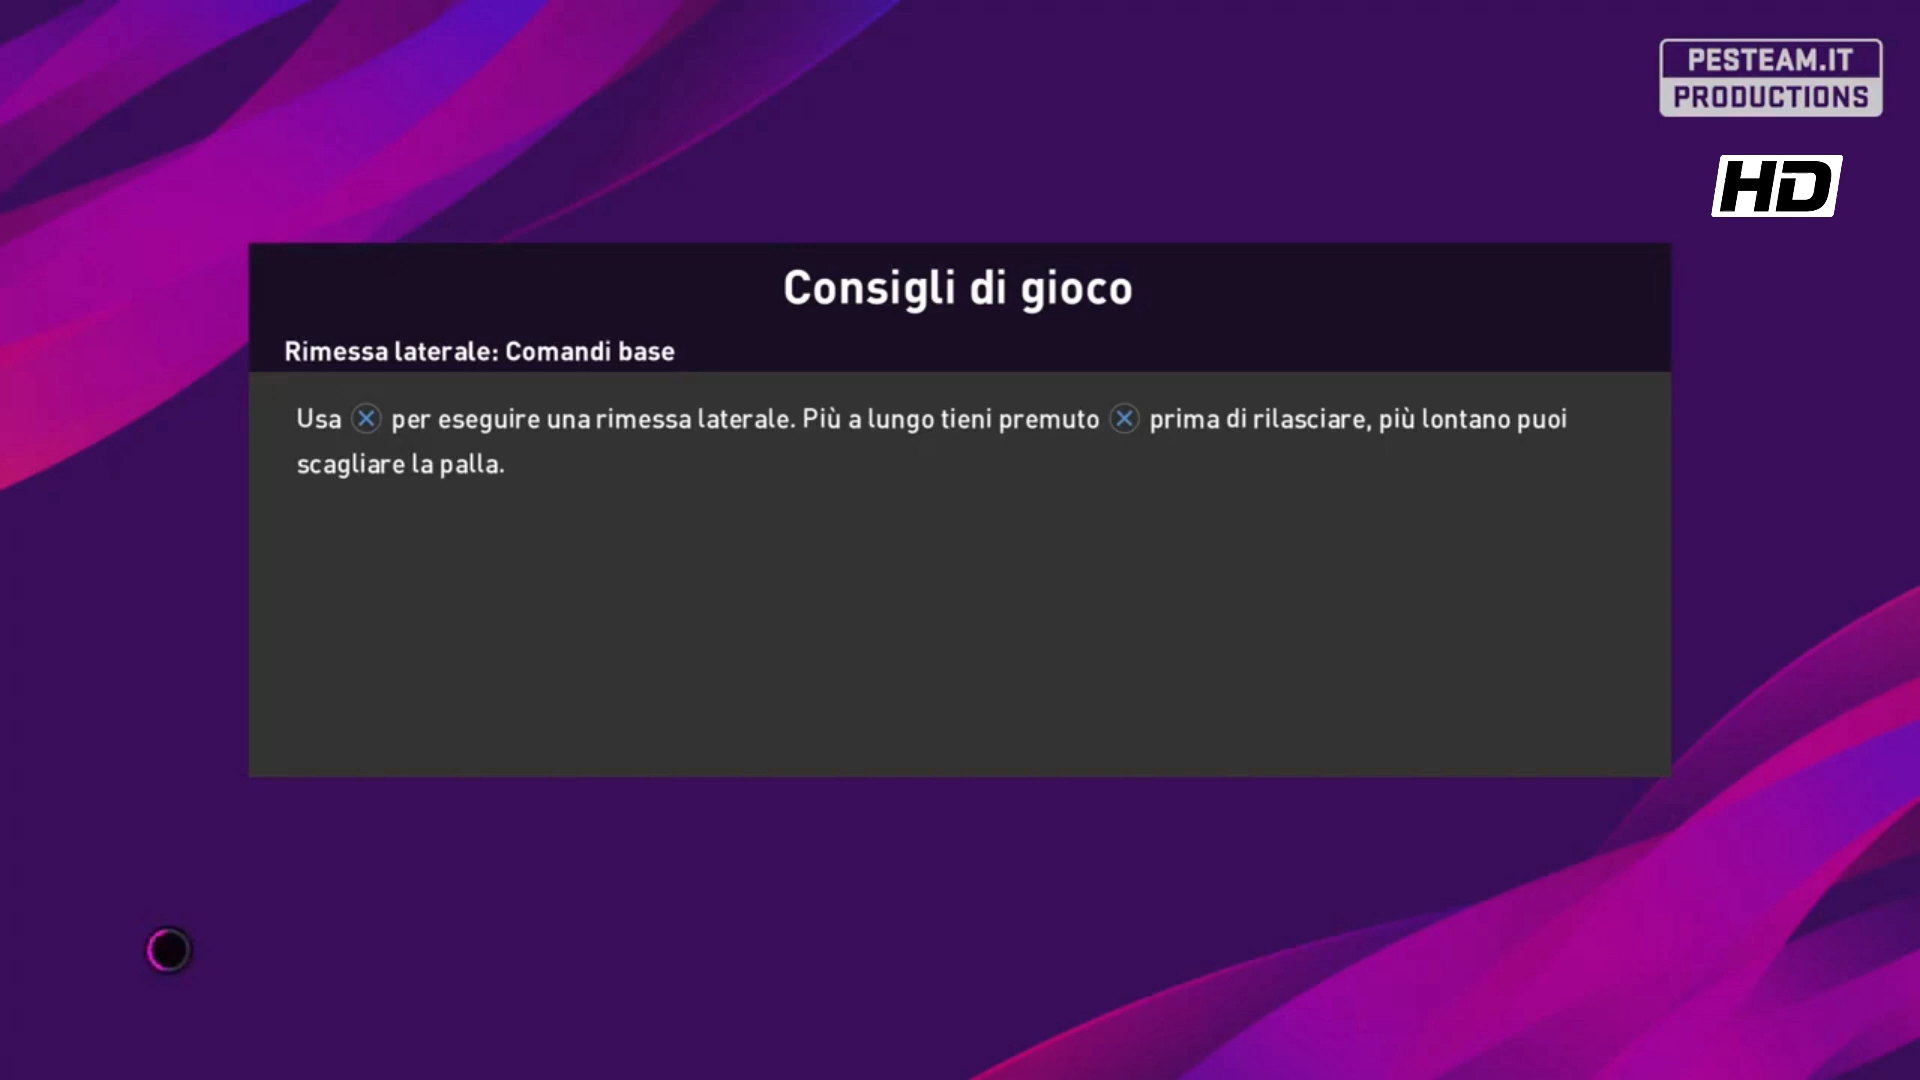 PESTEAM.IT
PRODUCTIONS
HD
Consigli di gioco
Rimessa laterale: Comandi base
Usa ⓧ per eseguire una rimessa laterale. Più a lungo tieni premuto ⓧ prima di rilasciare, più lontano puoi
scagliare la palla.